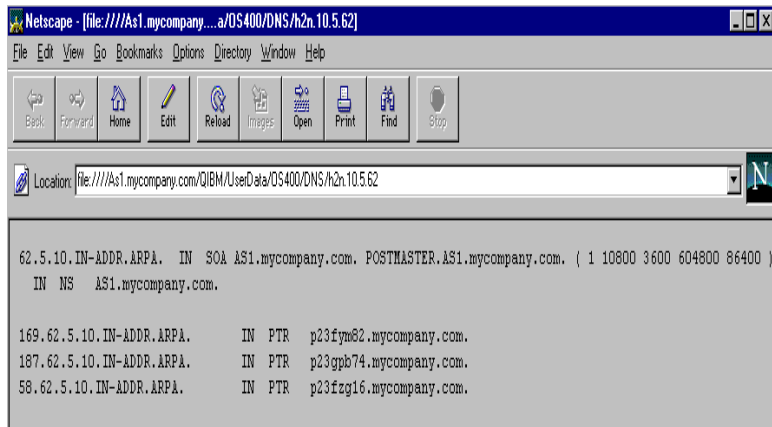 Netscape - [file:////As1.mycompany....a/OS400/DNS/h2n.10.5.62]
File Edit View Go Bookmarks Options Directory Window Help
Back Forward Home Edit Reload Images Open Print Find Stop
Location: file:////As1.mycompany.com/QIBM/UserData/OS400/DNS/h2n.10.5.62
N
62.5.10.IN-ADDR.ARPA. IN SOA AS1.mycompany.com. POSTMASTER.AS1.mycompany.com. ( 1 10800 3600 604800 86400 )
IN NS AS1.mycompany.com.
169.62.5.10.IN-ADDR.ARPA. IN PTR p23fym82.mycompany.com.
187.62.5.10.IN-ADDR.ARPA. IN PTR p23gpb74.mycompany.com.
58.62.5.10.IN-ADDR.ARPA. IN PTR p23fzg16.mycompany.com.